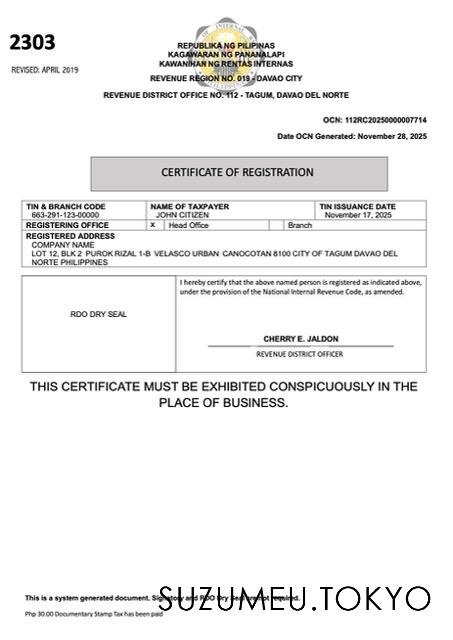 2303
REVISED: APRIL 2019
REPUBLIKA NG PILIPINAS
KAGAWARAN NG PANANALAPI
KAWANIHAN NG RENTAS INTERNAS
REVENUE REGION NO. 019 - DAVAO CITY
REVENUE DISTRICT OFFICE NO. 112 - TAGUM, DAVAO DEL NORTE
OCN: 112RC20250000007714
Date OCN Generated: November 28, 2025
CERTIFICATE OF REGISTRATION
TIN & BRANCH CODE NAME OF TAXPAYER TIN ISSUANCE DATE
663-291-123-00000 JOHN CITIZEN November 17, 2025
REGISTERING OFFICE x Head Office Branch
REGISTERED ADDRESS
COMPANY NAME
LOT 12, BLK 2 PUROK RIZAL 1-B VELASCO URBAN CANOCOTAN 8100 CITY OF TAGUM DAVAO DEL
NORTE PHILIPPINES
RDO DRY SEAL
I hereby certify that the above named person is registered as indicated above,
under the provision of the National Internal Revenue Code, as amended.
CHERRY E. JALDON
REVENUE DISTRICT OFFICER
THIS CERTIFICATE MUST BE EXHIBITED CONSPICUOUSLY IN THE
PLACE OF BUSINESS.
This is a system generated document. Signatory and RDO Dry Seal not required.
SUZUMEU.TOKYO
Php 30.00 Documentary Stamp Tax has been paid